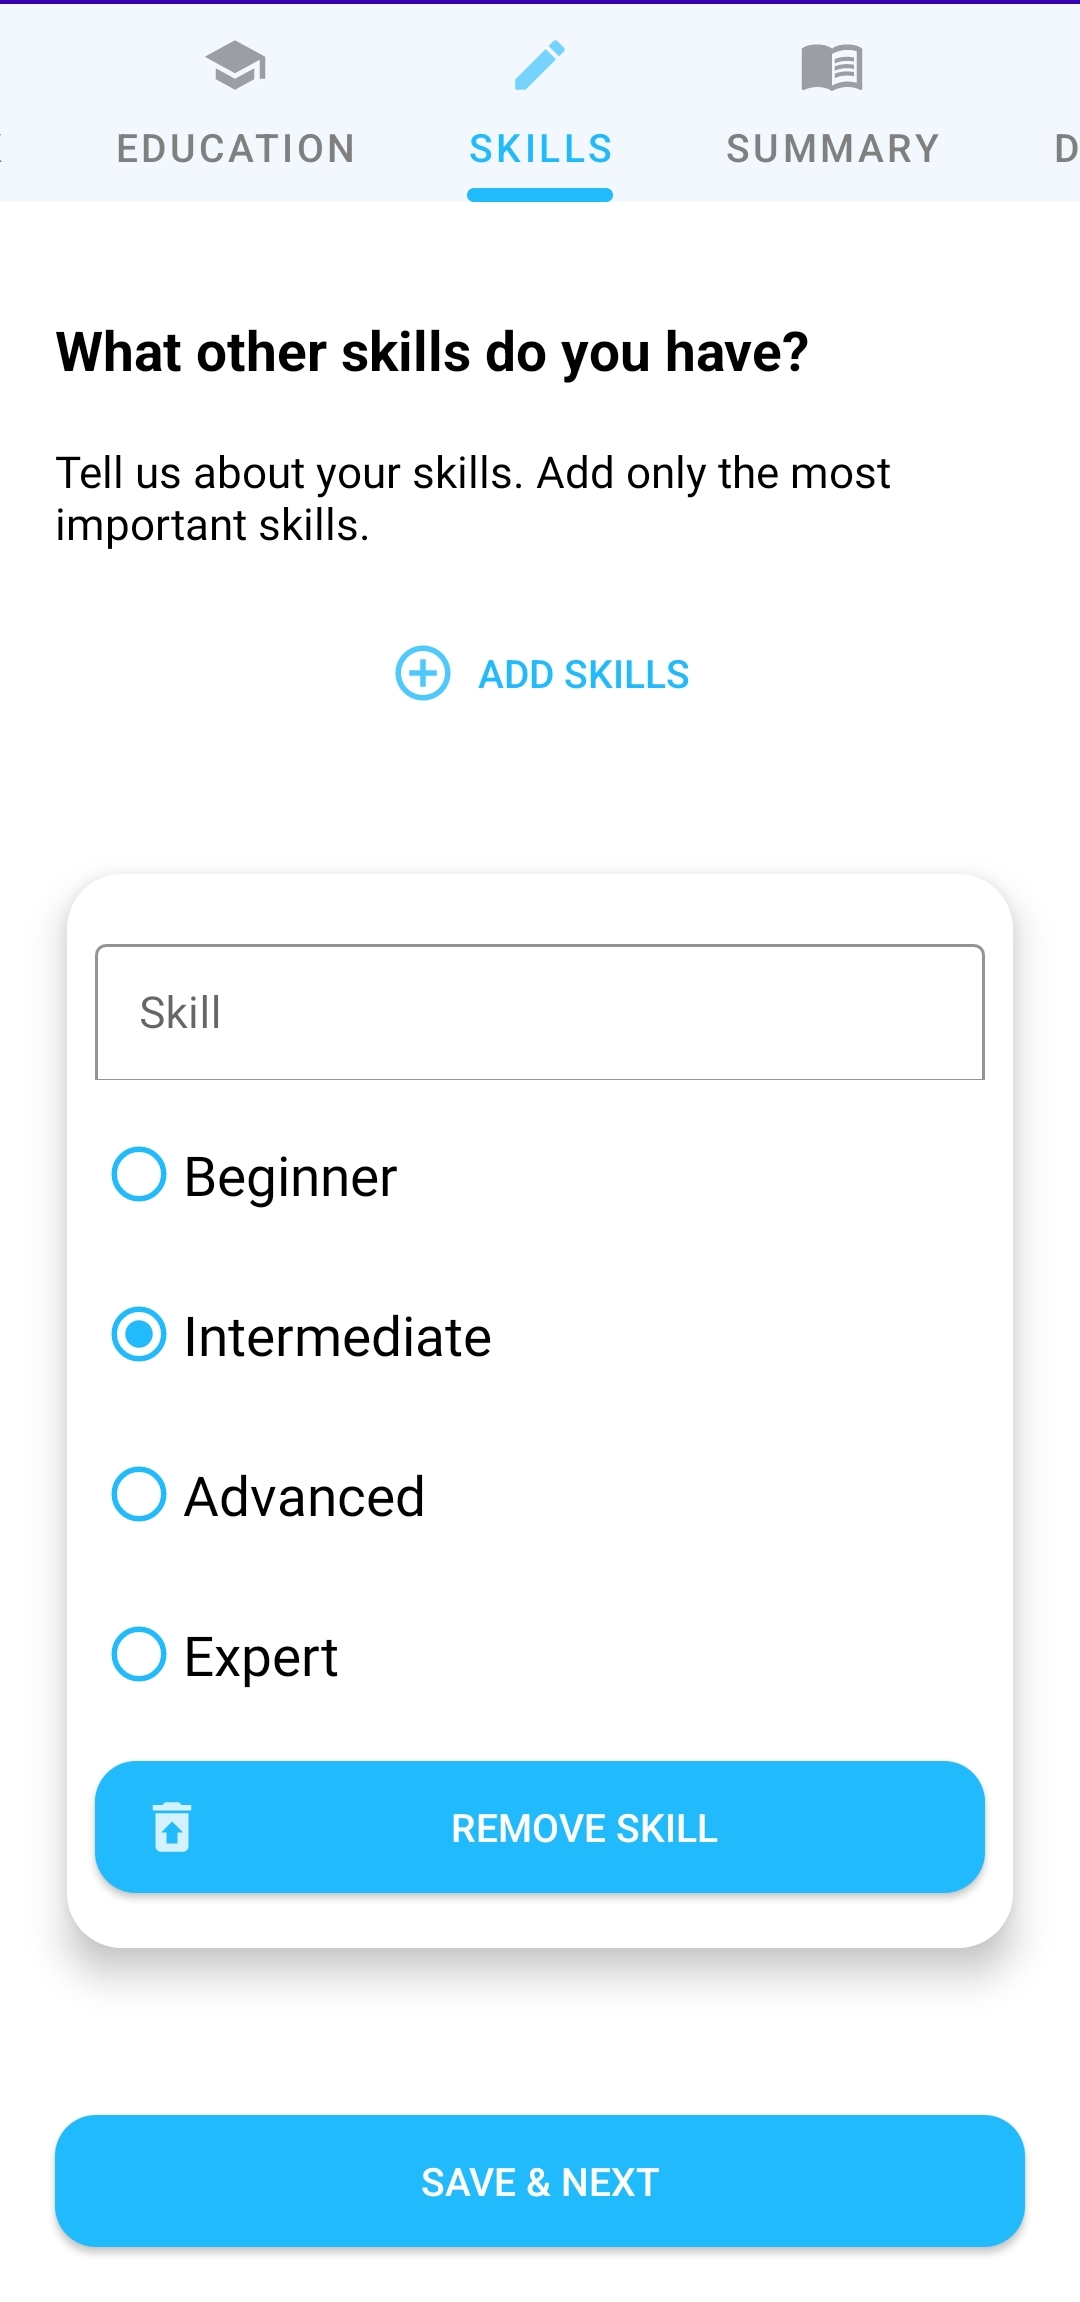 EDUCATION
SKILLS
SUMMARY
D
What other skills do you have?
Tell us about your skills. Add only the most
important skills.
ADD SKILLS
Skill
Beginner
Intermediate
Advanced
Expert
REMOVE SKILL
SAVE & NEXT